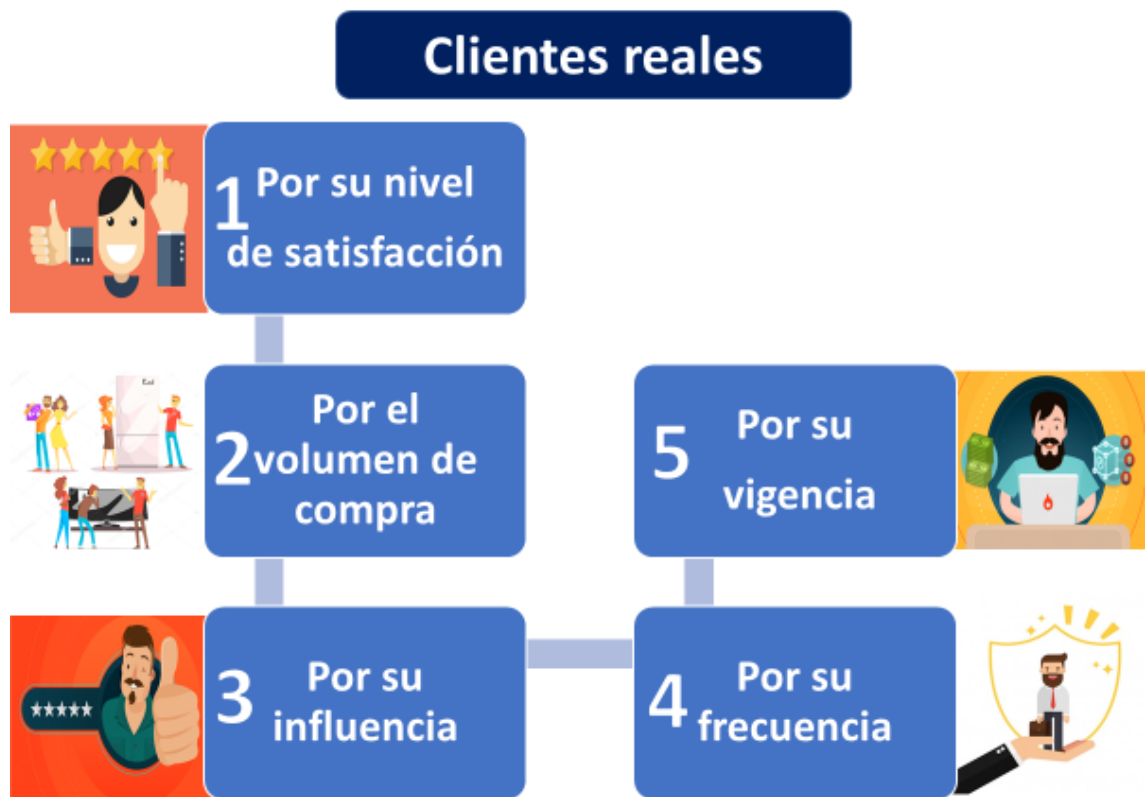 Clientes reales
1
Por su nivel
de satisfacción
2
Por el
volumen de
compra
3
Por su
influencia
4
Por su
frecuencia
5
Por su
vigencia